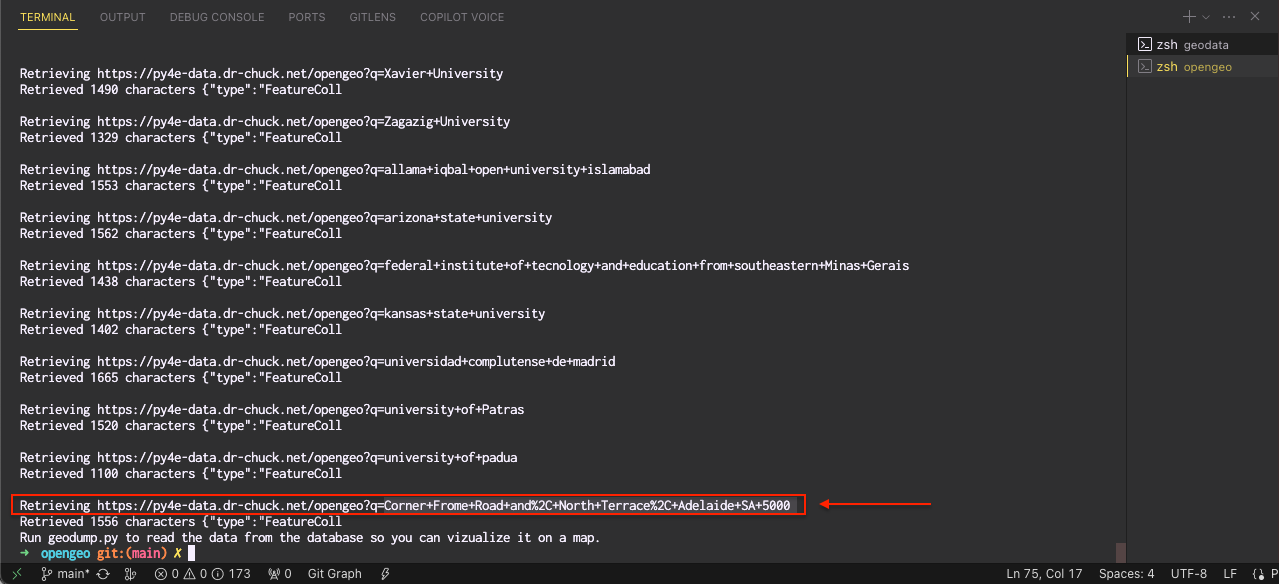 TERMINAL OUTPUT DEBUG CONSOLE PORTS GITLENS COPILOT VOICE
zsh geodata
zsh opengeo
Retrieving https://py4e-data.dr-chuck.net/opengeo?q=Xavier+University
Retrieved 1490 characters {"type":"FeatureColl
Retrieving https://py4e-data.dr-chuck.net/opengeo?q=Zagazig+University
Retrieved 1329 characters {"type":"FeatureColl
Retrieving https://py4e-data.dr-chuck.net/opengeo?q=allama+iqbal+open+university+islamabad
Retrieved 1553 characters {"type":"FeatureColl
Retrieving https://py4e-data.dr-chuck.net/opengeo?q=arizona+state+university
Retrieved 1562 characters {"type":"FeatureColl
Retrieving https://py4e-data.dr-chuck.net/opengeo?q=federal+institute+of+tecnology+and+education+from+southeastern+Minas+Gerais
Retrieved 1438 characters {"type":"FeatureColl
Retrieving https://py4e-data.dr-chuck.net/opengeo?q=kansas+state+university
Retrieved 1402 characters {"type":"FeatureColl
Retrieving https://py4e-data.dr-chuck.net/opengeo?q=universidad+complutense+de+madrid
Retrieved 1665 characters {"type":"FeatureColl
Retrieving https://py4e-data.dr-chuck.net/opengeo?q=university+of+Patras
Retrieved 1520 characters {"type":"FeatureColl
Retrieving https://py4e-data.dr-chuck.net/opengeo?q=university+of+padua
Retrieved 1100 characters {"type":"FeatureColl
Retrieving https://py4e-data.dr-chuck.net/opengeo?q=Corner+Frome+Road+and%2C+North+Terrace%2C+Adelaide+SA+5000
Retrieved 1556 characters {"type":"FeatureColl
Run geodump.py to read the data from the database so you can vizualize it on a map.
➜ opengeo git:(main) ✗
main* 0 0 173 0 Git Graph Ln 75, Col 17 Spaces: 4 UTF-8 LF { } P